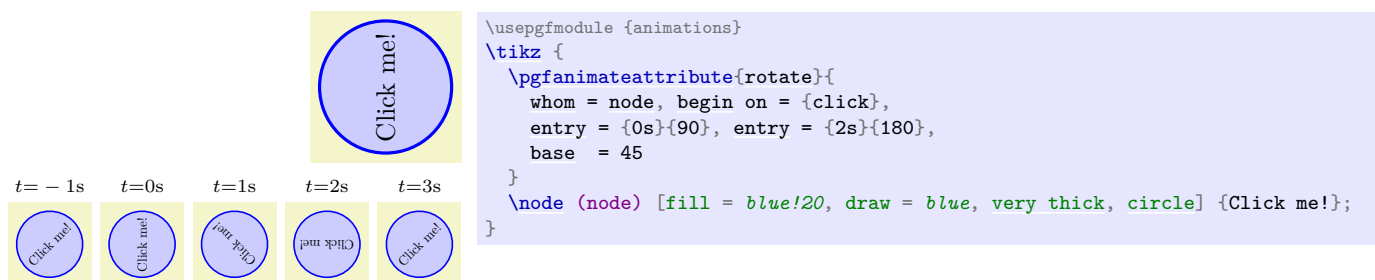 Click me!
t= − 1s t=0s t=1s t=2s t=3s
Click me! Click me! Click me! Click me! Click me!
\usepgfmodule {animations}
\tikz {
  \pgfanimateattribute{rotate}{
    whom = node, begin on = {click},
    entry = {0s}{90}, entry = {2s}{180},
    base  = 45
  }
  \node (node) [fill = blue!20, draw = blue, very thick, circle] {Click me!};
}